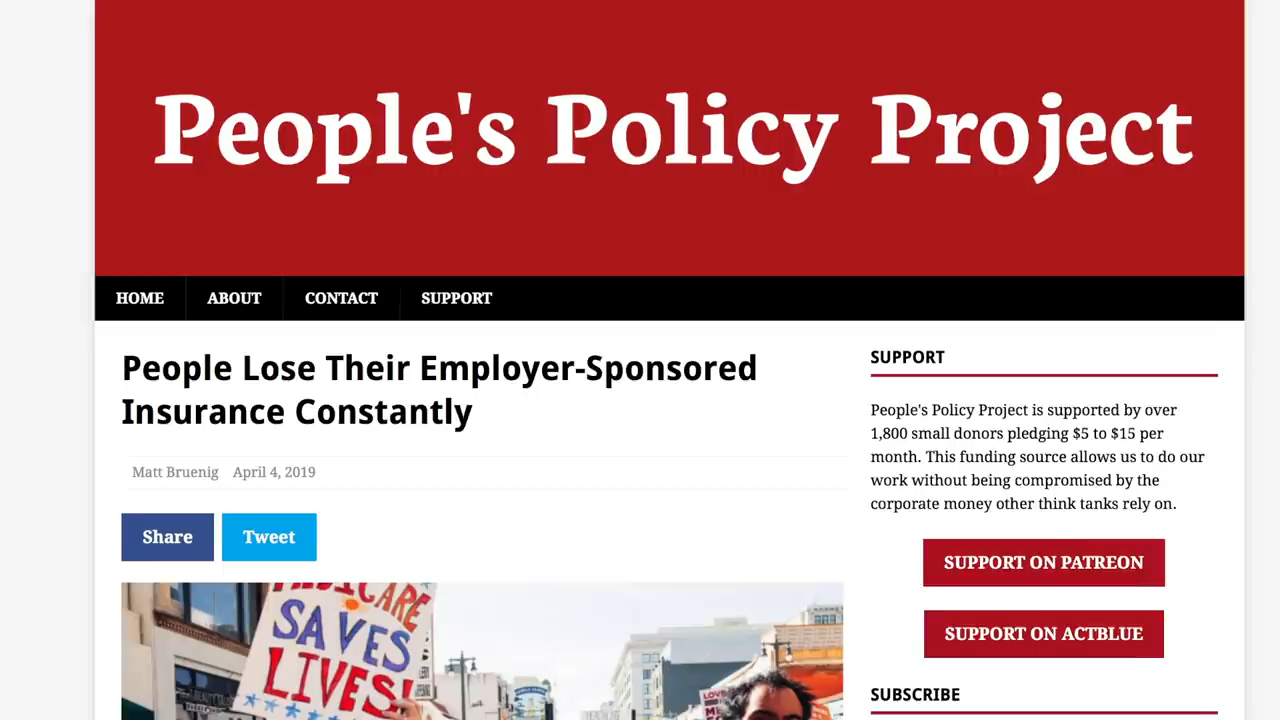 People's Policy Project
HOME
ABOUT
CONTACT
SUPPORT
People Lose Their Employer-Sponsored
Insurance Constantly
Matt Bruenig April 4, 2019
Share
Tweet
SAVES
LIVES!
SUPPORT
People's Policy Project is supported by over
1,800 small donors pledging $5 to $15 per
month. This funding source allows us to do our
work without being compromised by the
corporate money other think tanks rely on.
SUPPORT ON PATREON
SUPPORT ON ACTBLUE
SUBSCRIBE